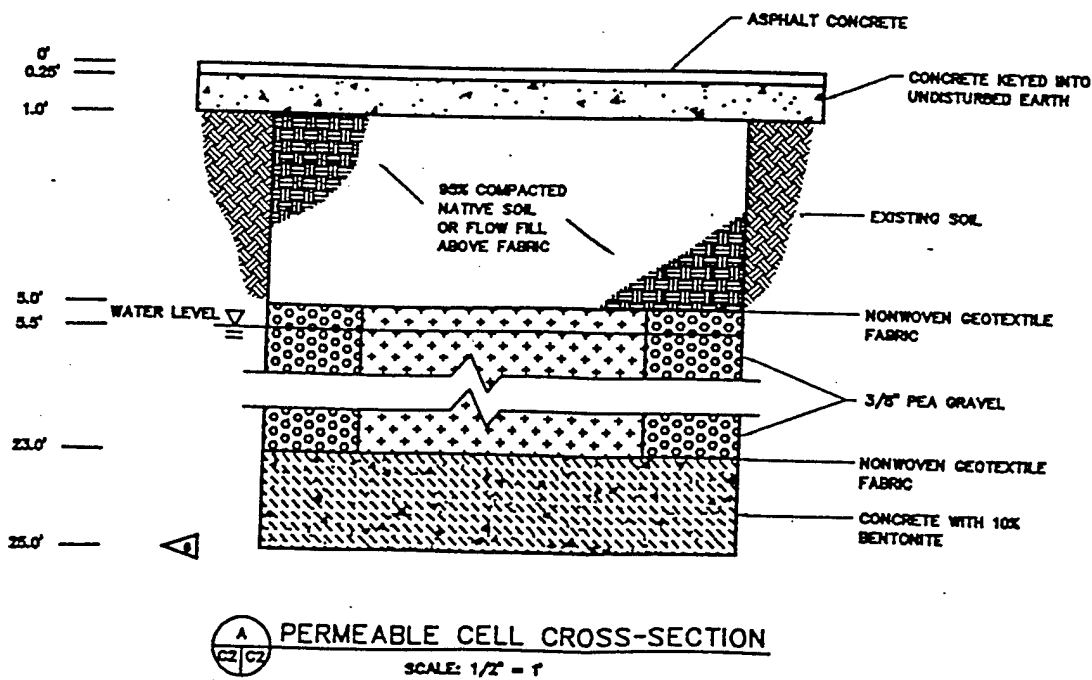 ASPHALT CONCRETE
0'
0.25'
1.0'
CONCRETE KEYED INTO
UNDISTURBED EARTH
95% COMPACTED
NATIVE SOIL
OR FLOW FILL
ABOVE FABRIC
EXISTING SOIL
5.0'
WATER LEVEL
5.5'
NONWOVEN GEOTEXTILE
FABRIC
3/8" PEA GRAVEL
23.0'
NONWOVEN GEOTEXTILE
FABRIC
CONCRETE WITH 10%
BENTONITE
25.0'
6
A
C2 C2
PERMEABLE CELL CROSS-SECTION
SCALE: 1/2" = 1'